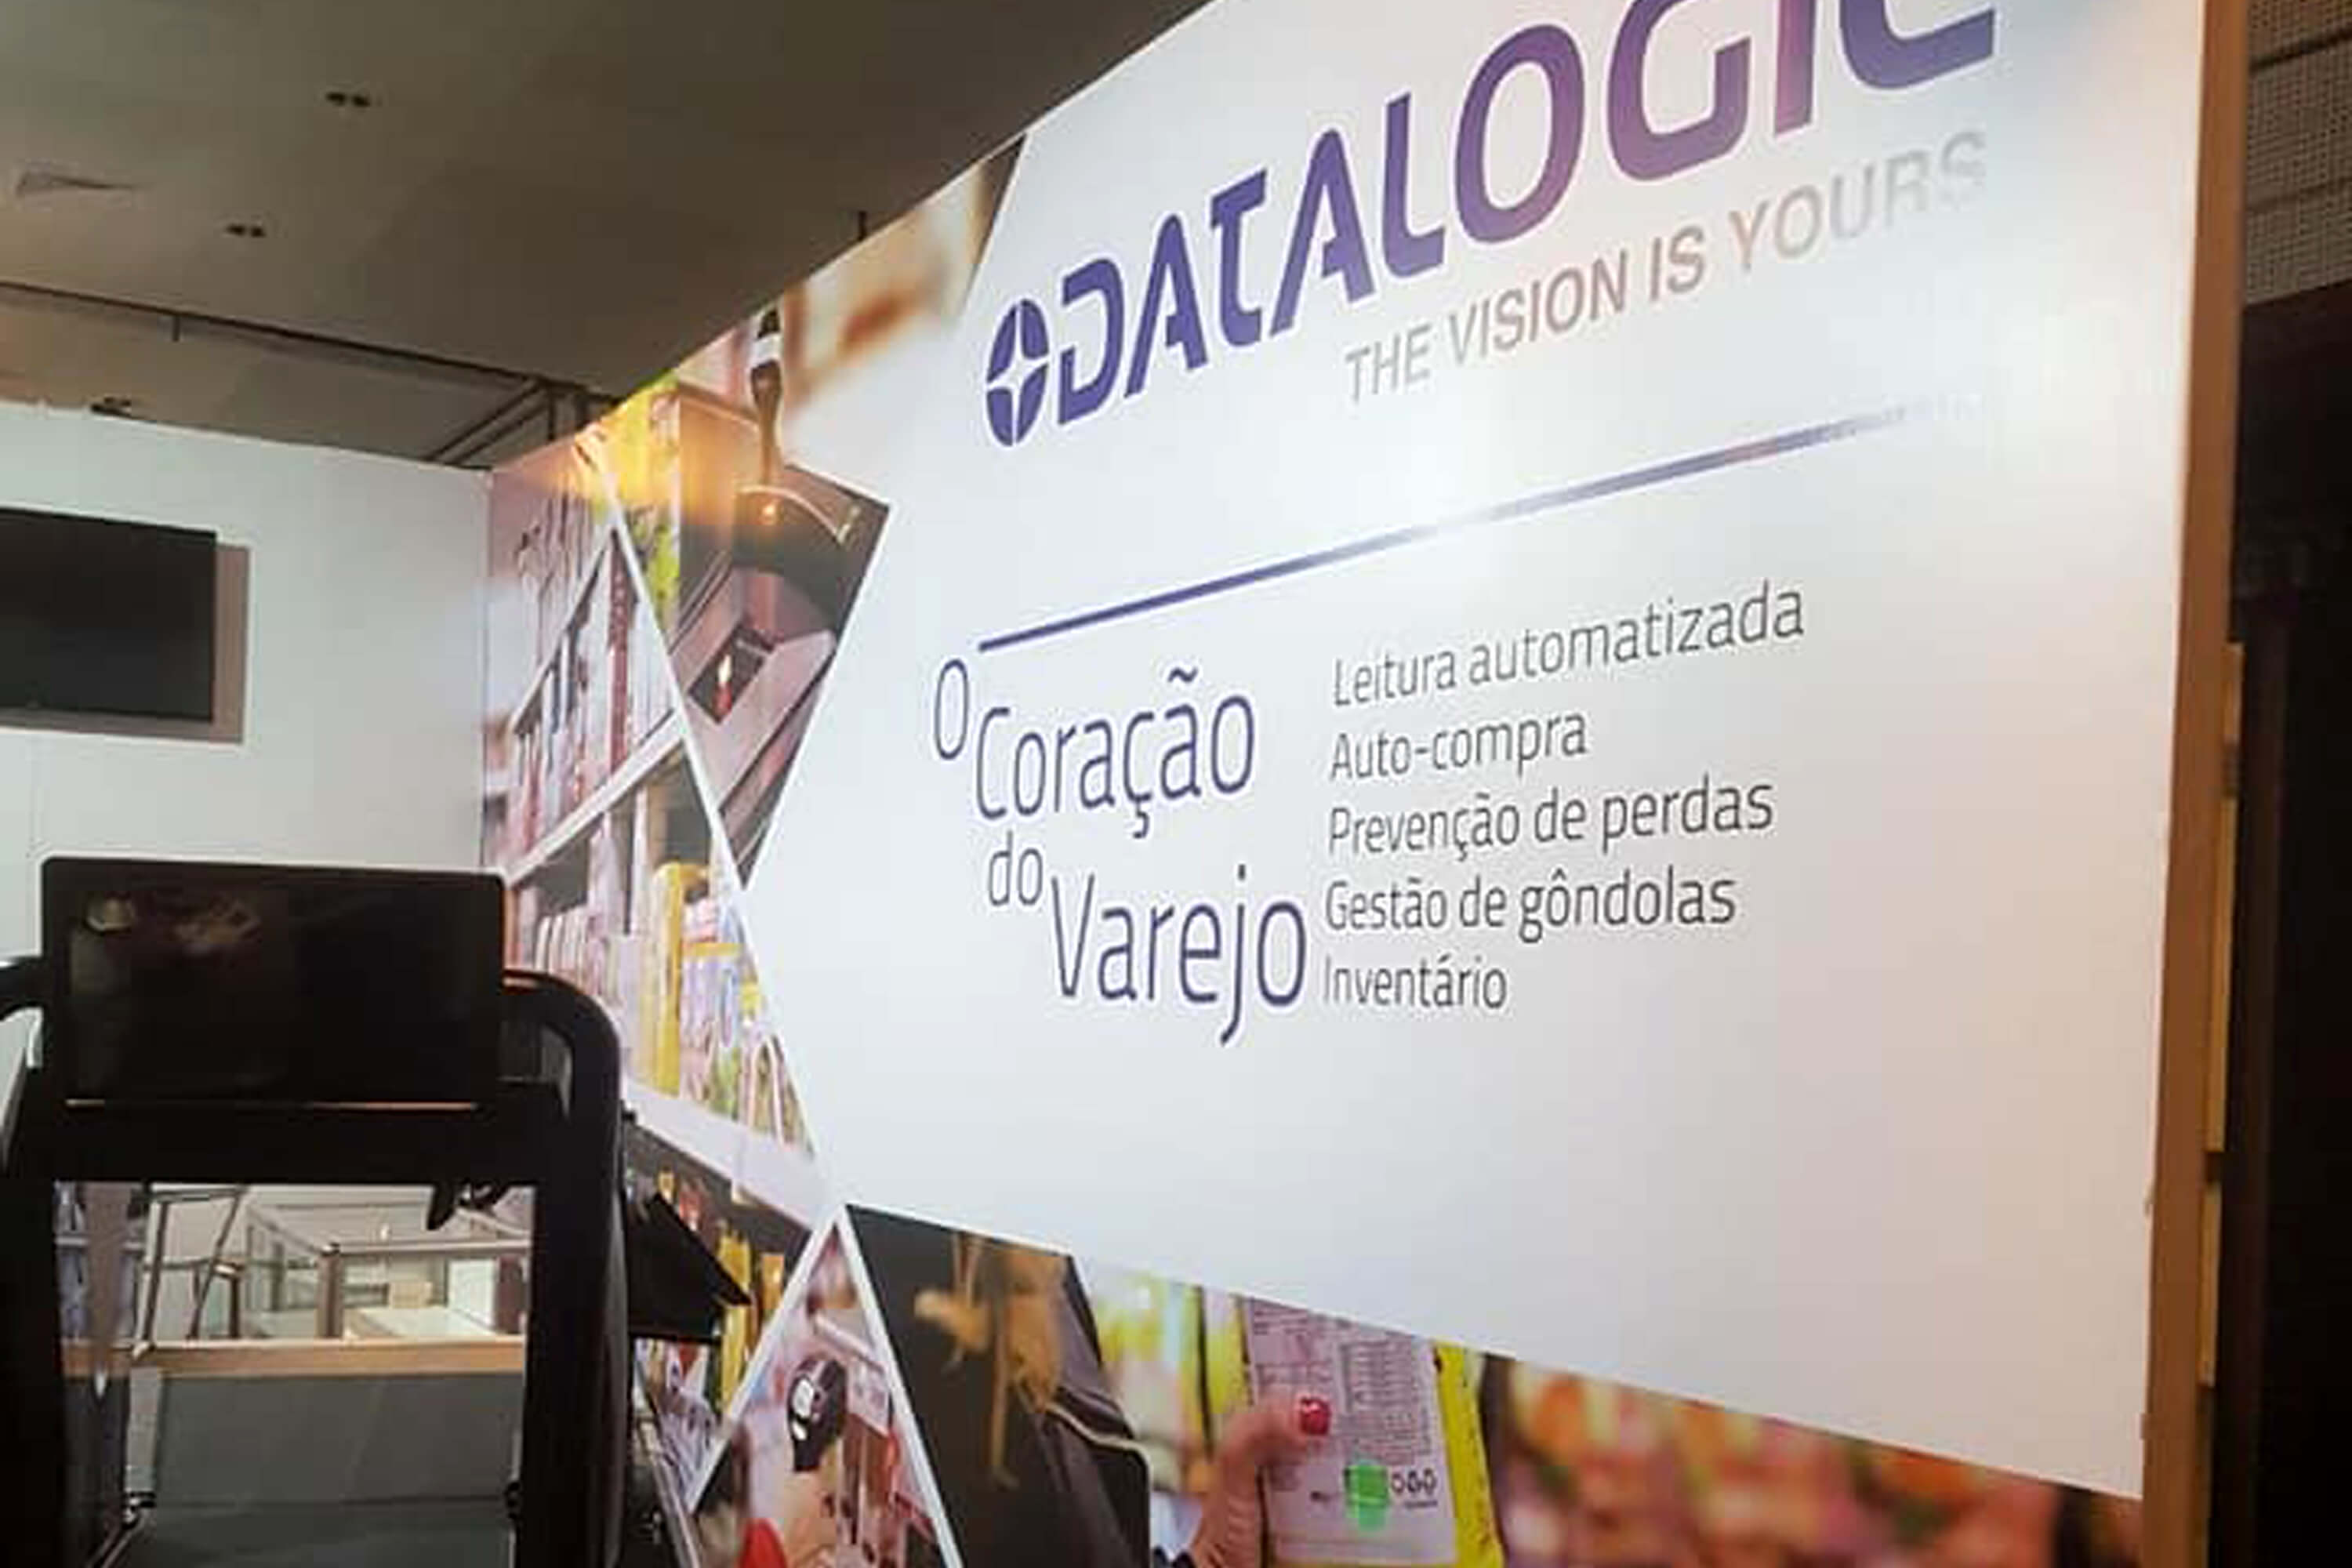 DATALOGIC
THE VISION IS YOURS
O
Coração
do
Varejo
Leitura automatizada
Auto-compra
Prevenção de perdas
Gestão de gôndolas
Inventário